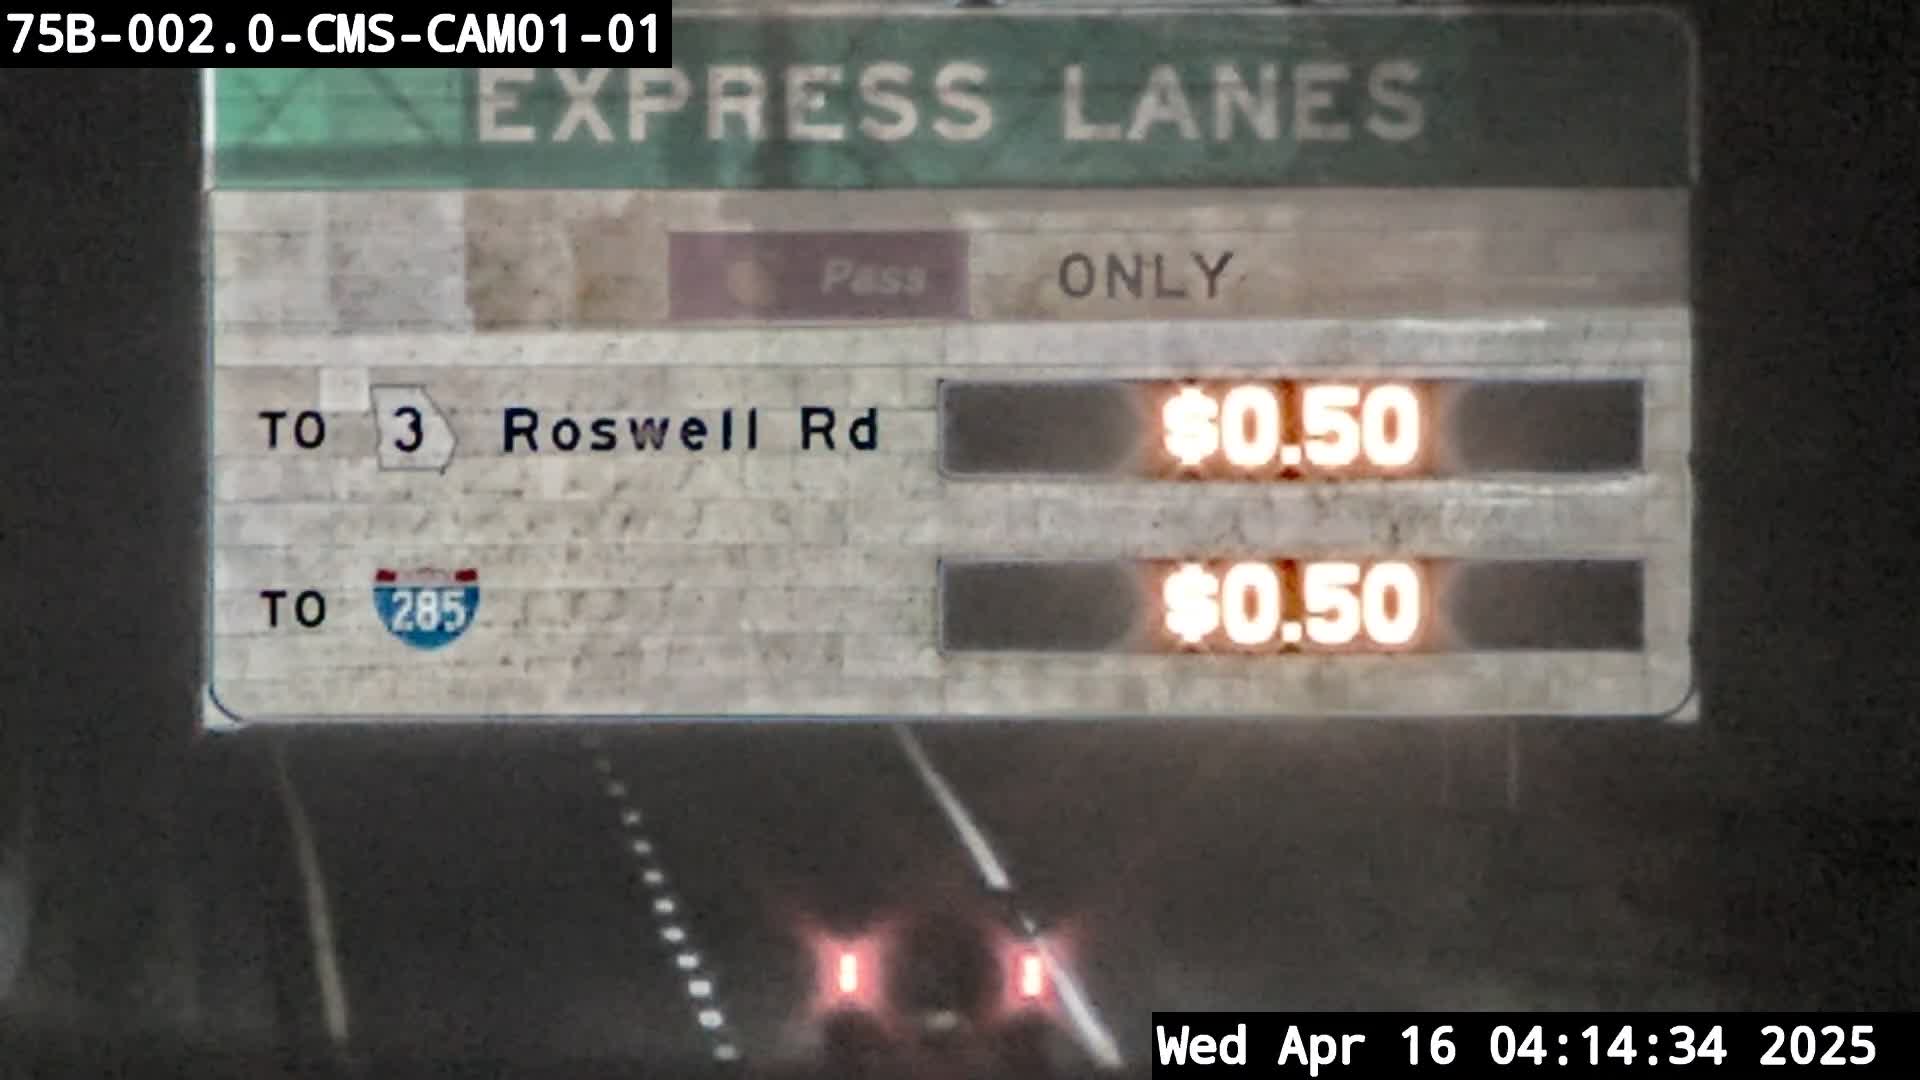 75B-002.0-CMS-CAM01-01
EXPRESS LANES
Pass ONLY
TO 3 Roswell Rd $0.50
TO 285 $0.50
Wed Apr 16 04:14:34 2025